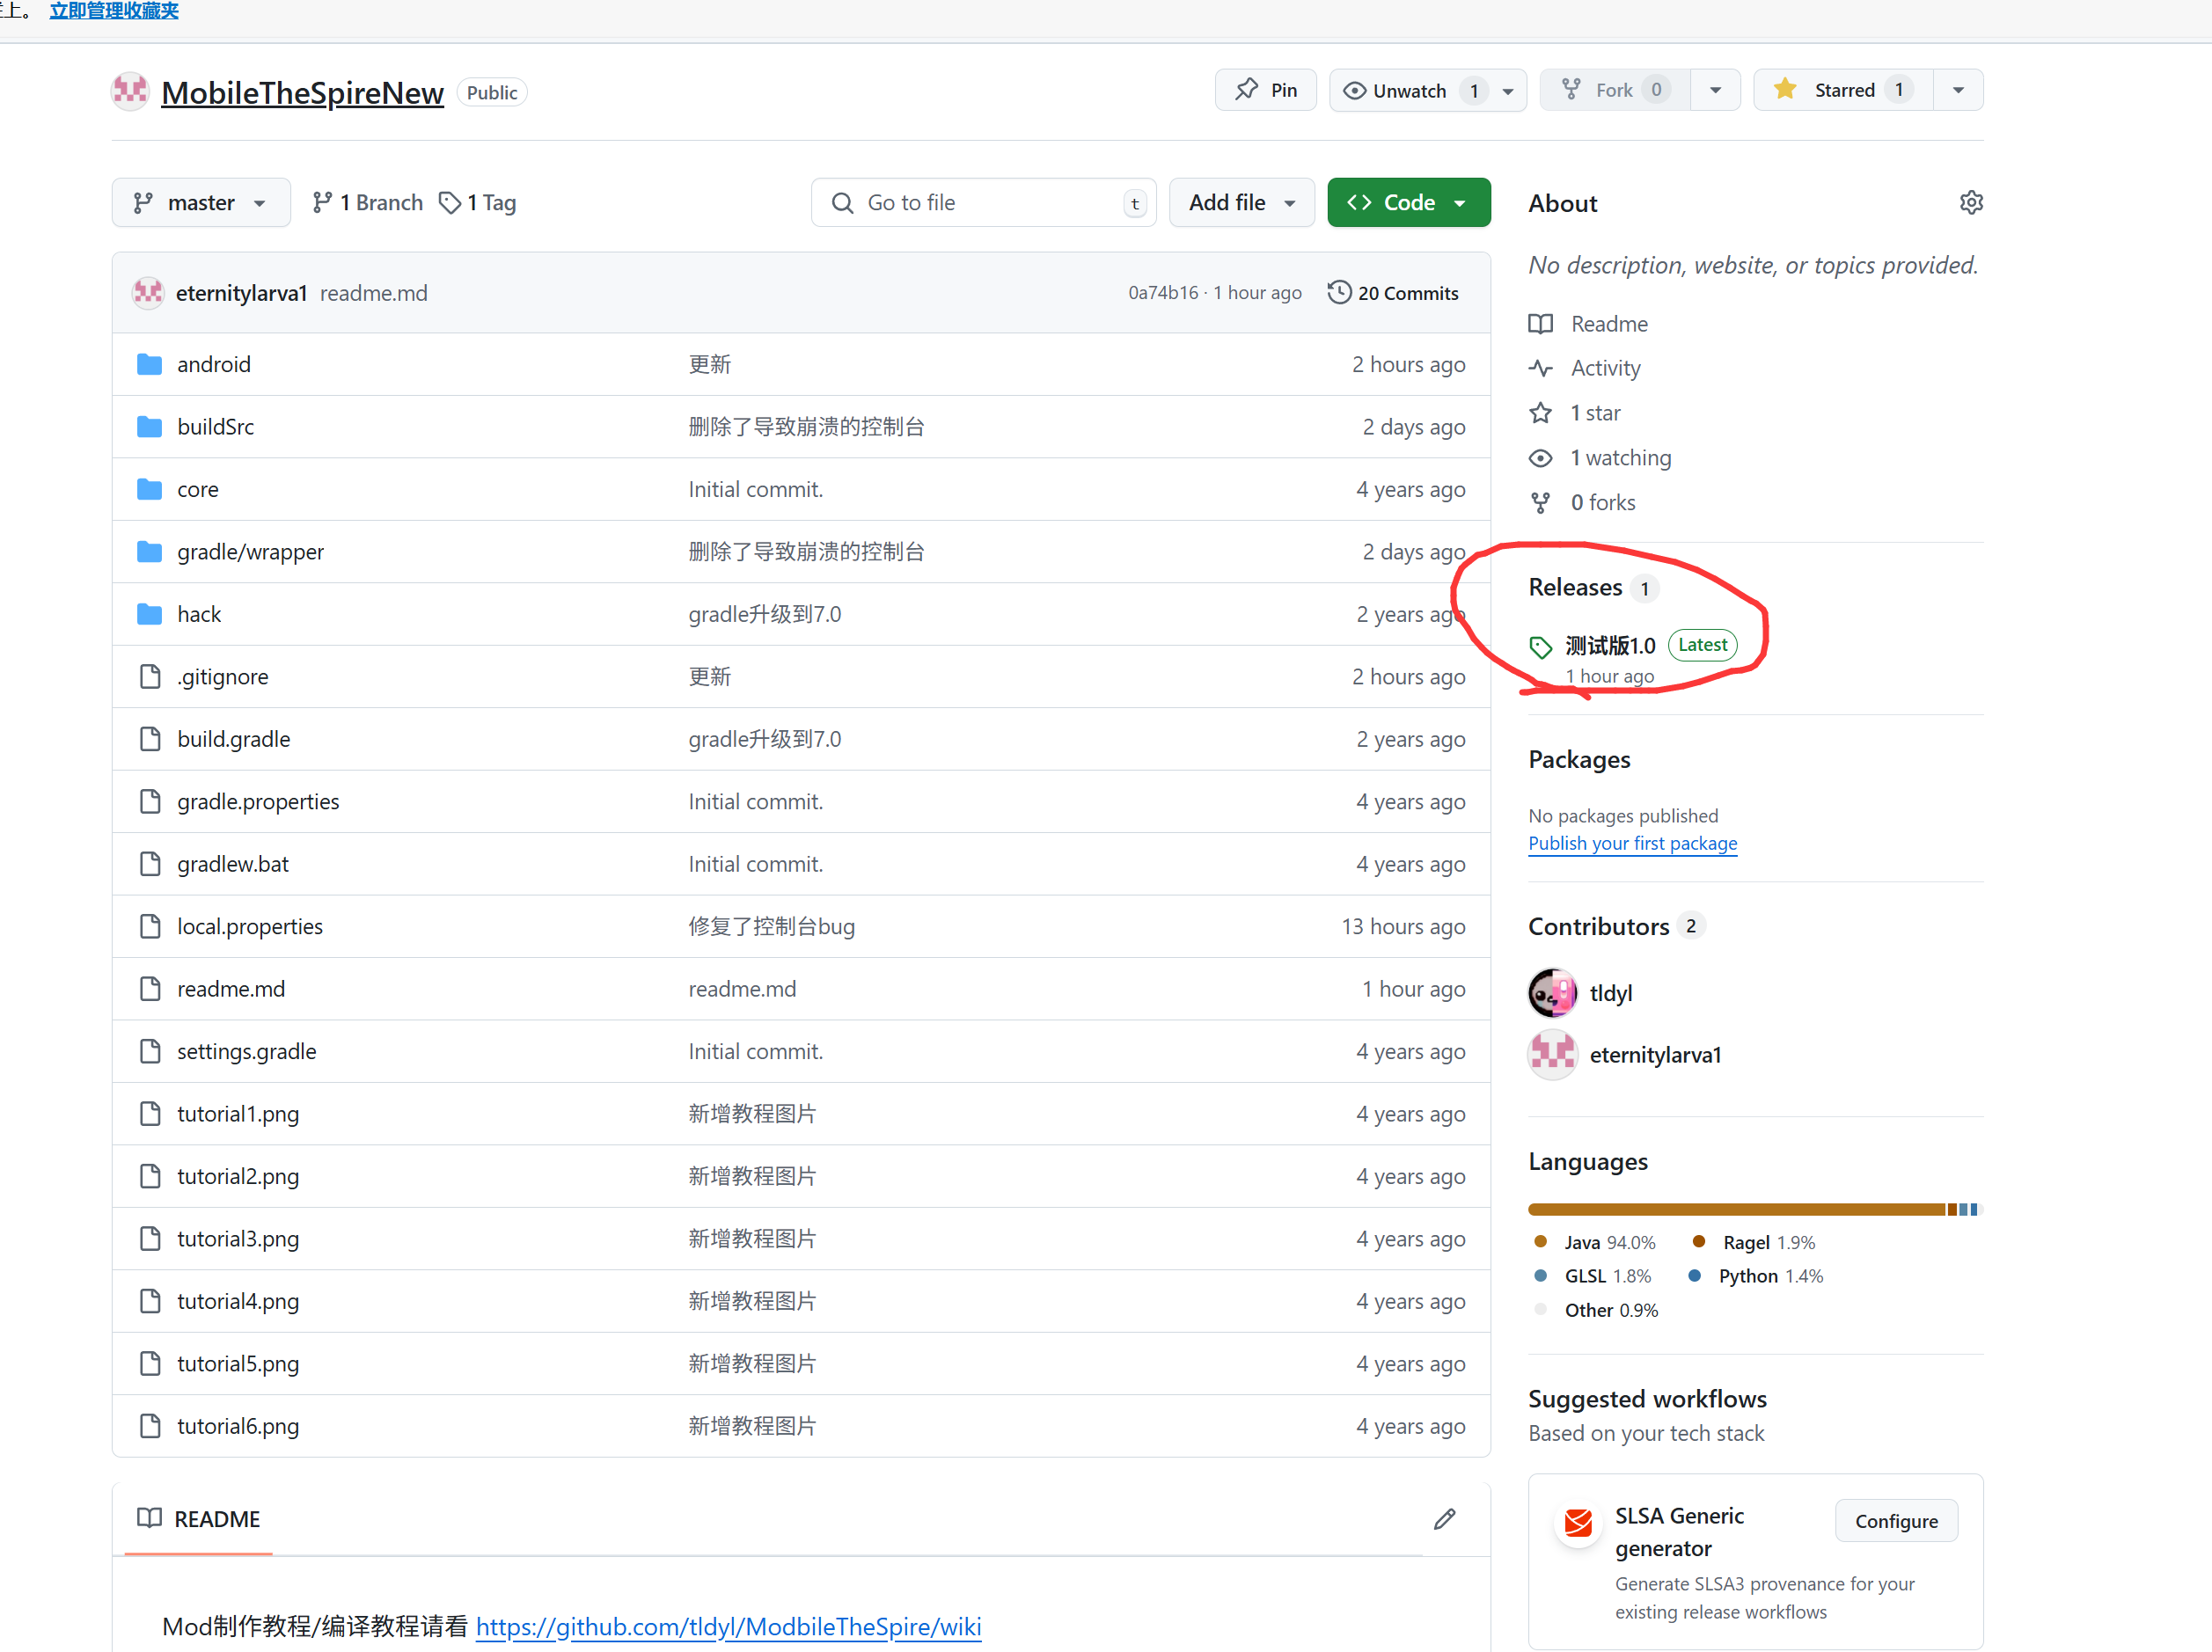 栏上。 立即管理收藏夹
MobileTheSpireNew Public
Pin Unwatch 1 Fork 0 Starred 1
master 1 Branch 1 Tag Go to file t Add file Code
eternitylarva1 readme.md 0a74b16 · 1 hour ago 20 Commits
android 更新 2 hours ago
buildSrc 删除了导致崩溃的控制台 2 days ago
core Initial commit. 4 years ago
gradle/wrapper 删除了导致崩溃的控制台 2 days ago
hack gradle升级到7.0 2 years ago
.gitignore 更新 2 hours ago
build.gradle gradle升级到7.0 2 years ago
gradle.properties Initial commit. 4 years ago
gradlew.bat Initial commit. 4 years ago
local.properties 修复了控制台bug 13 hours ago
readme.md readme.md 1 hour ago
settings.gradle Initial commit. 4 years ago
tutorial1.png 新增教程图片 4 years ago
tutorial2.png 新增教程图片 4 years ago
tutorial3.png 新增教程图片 4 years ago
tutorial4.png 新增教程图片 4 years ago
tutorial5.png 新增教程图片 4 years ago
tutorial6.png 新增教程图片 4 years ago
README
Mod制作教程/编译教程请看 https://github.com/tldyl/ModbileTheSpire/wiki
About
No description, website, or topics provided.
Readme
Activity
1 star
1 watching
0 forks
Releases 1
测试版1.0 Latest
1 hour ago
Packages
No packages published
Publish your first package
Contributors 2
tldyl
eternitylarva1
Languages
Java 94.0% Ragel 1.9%
GLSL 1.8% Python 1.4%
Other 0.9%
Suggested workflows
Based on your tech stack
SLSA Generic
generator
Configure
Generate SLSA3 provenance for your
existing release workflows